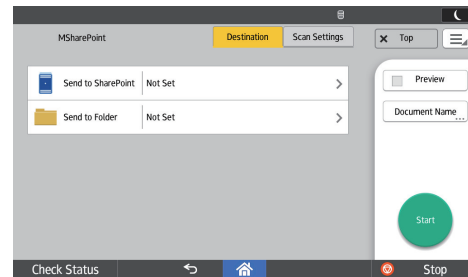 MSharePoint
Destination
Scan Settings
Top
Send to SharePoint Not Set
Send to Folder Not Set
Preview
Document Name...
Start
Check Status
Stop